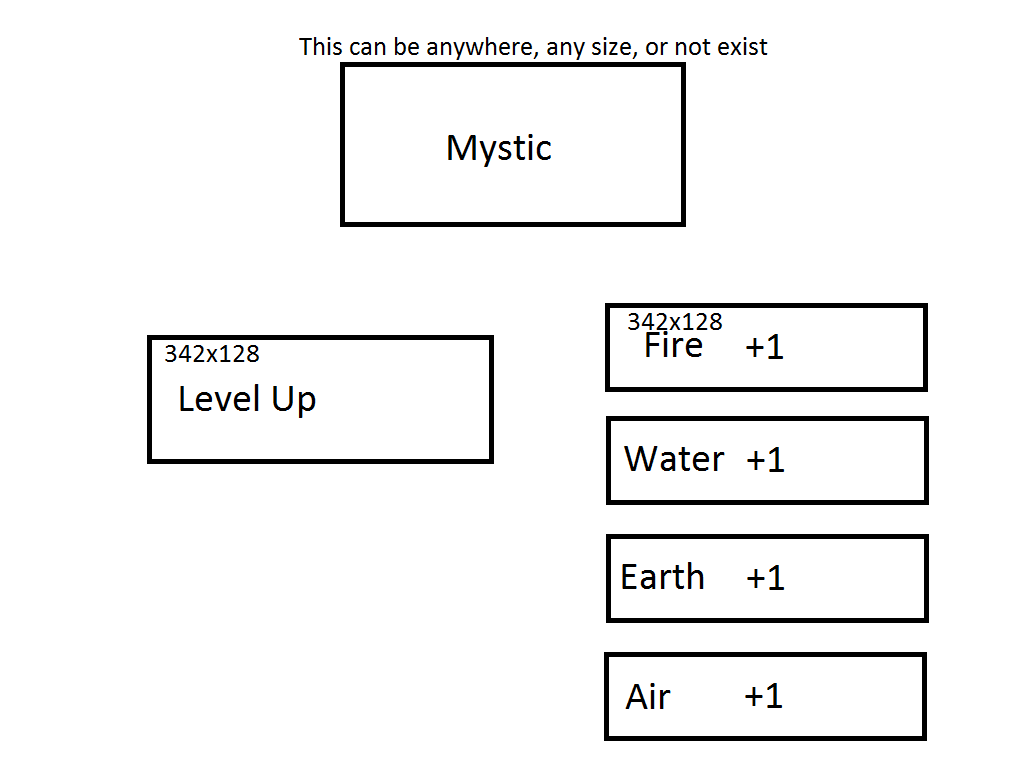 This can be anywhere, any size, or not exist
Mystic
342x128
Level Up
342x128
Fire +1
Water +1
Earth +1
Air +1